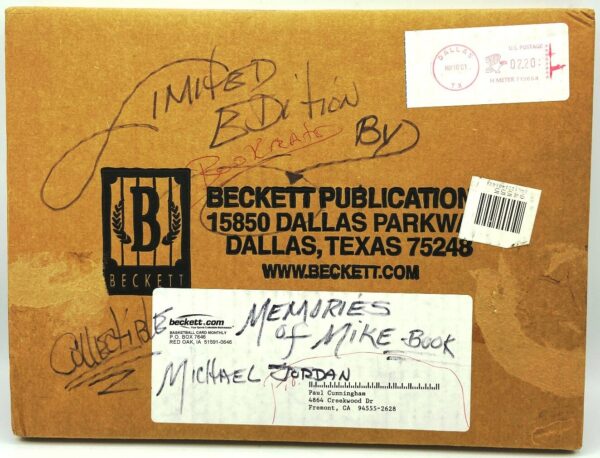 U.S. POSTAGE
DALLAS
TX
02.20
H METER
LIMITED
EDITION
BY
B
BECKETT
BECKETT PUBLICATION
15850 DALLAS PARKWA
DALLAS, TEXAS 75248
WWW.BECKETT.COM
94555
COLLECTIBLE
beckett.com
BASKETBALL CARD MONTHLY
P.O. BOX 7646
RED OAK, IA 51591-0646
MEMORIES
of MIKE-BOOK
MICHAEL JORDAN
Paul Cunningham
4864 Creekwood Dr
Fremont, CA 94555-2628